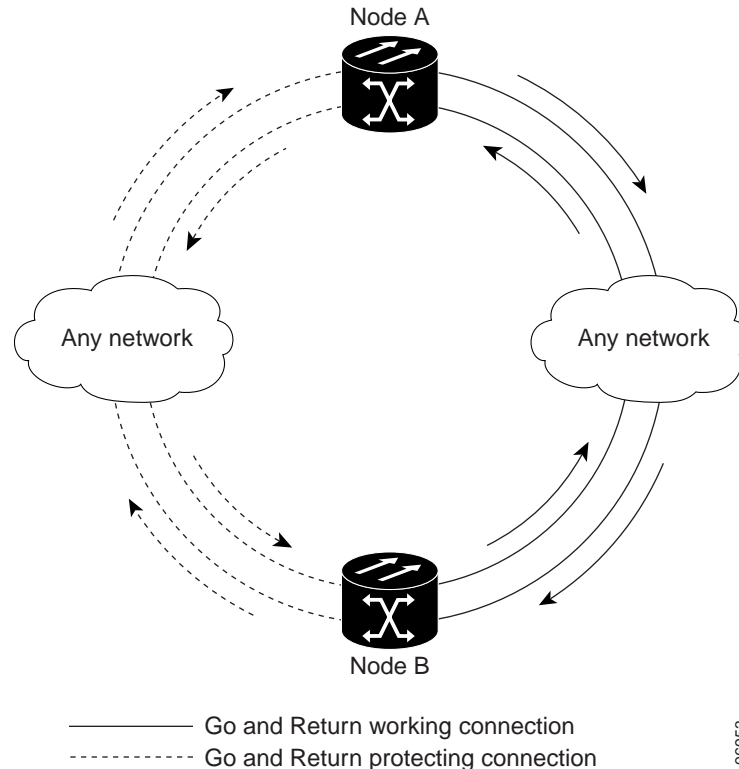 Node A
Any network
Any network
Node B
Go and Return working connection
Go and Return protecting connection